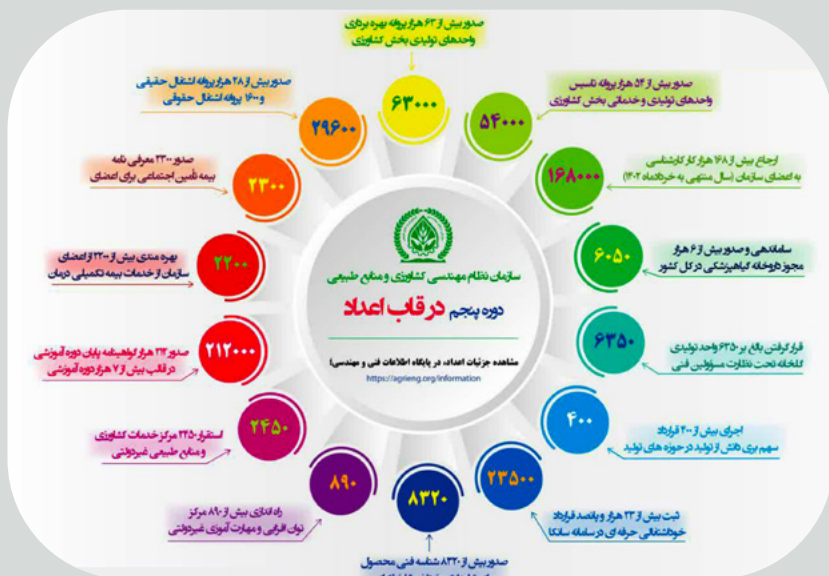 صدور بیش از ۶۳ هزار پروانه بهره برداری
واحدهای تولیدی بخش کشاورزی
۶۳۰۰۰
صدور بیش از ۵۴ هزار پروانه تاسیس
واحدهای تولیدی و خدماتی بخش کشاورزی
۵۴۰۰۰
ارجاع بیش از ۱۶۸ هزار کار کارشناسی
به اعضای سازمان (سال منتهی به خردادماه ۱۴۰۲)
۱۶۸۰۰۰
ساماندهی و صدور بیش از ۶ هزار
مجوز داروخانه گیاهپزشکی در کل کشور
۶۰۵۰
قرار گرفتن بالغ بر ۶۳۵۰ واحد تولیدی
گلخانه تحت نظارت مسؤولین فنی
۶۳۵۰
اجرای بیش از ۴۰۰ قرارداد
سهم بری دانش از تولید در حوزه های تولید
۴۰۰
ثبت بیش از ۲۳ هزار و پانصد قرارداد
خوداشتغالی حرفه ای در سامانه ساتکا
۲۳۵۰۰
صدور بیش از ۸۳۲۰ شناسه فنی محصول
۸۳۲۰
راه اندازی بیش از ۸۹۰ مرکز
توان افزایی و مهارت آموزی غیردولتی
۸۹۰
استقرار ۲۴۵۰ مرکز خدمات کشاورزی
و منابع طبیعی غیردولتی
۲۴۵۰
صدور ۲۱۲ هزار گواهینامه پایان دوره آموزشی
در قالب بیش از ۷ هزار دوره آموزشی
۲۱۲۰۰۰
بهره مندی بیش از ۲۲۰۰ از اعضای
سازمان از خدمات بیمه تکمیلی درمان
۲۲۰۰
صدور ۲۳۰۰ معرفی نامه
بیمه تأمین اجتماعی برای اعضای
۲۳۰۰
صدور بیش از ۲۸ هزار پروانه اشتغال حقیقی
و ۱۶۰۰ پروانه اشتغال حقوقی
۲۹۶۰۰
سازمان نظام مهندسی کشاورزی و منابع طبیعی
دوره پنجم در قاب اعداد
مشاهده جزئیات اعداد، در پایگاه اطلاعات فنی و مهندسی!
https://agrieng.org/information